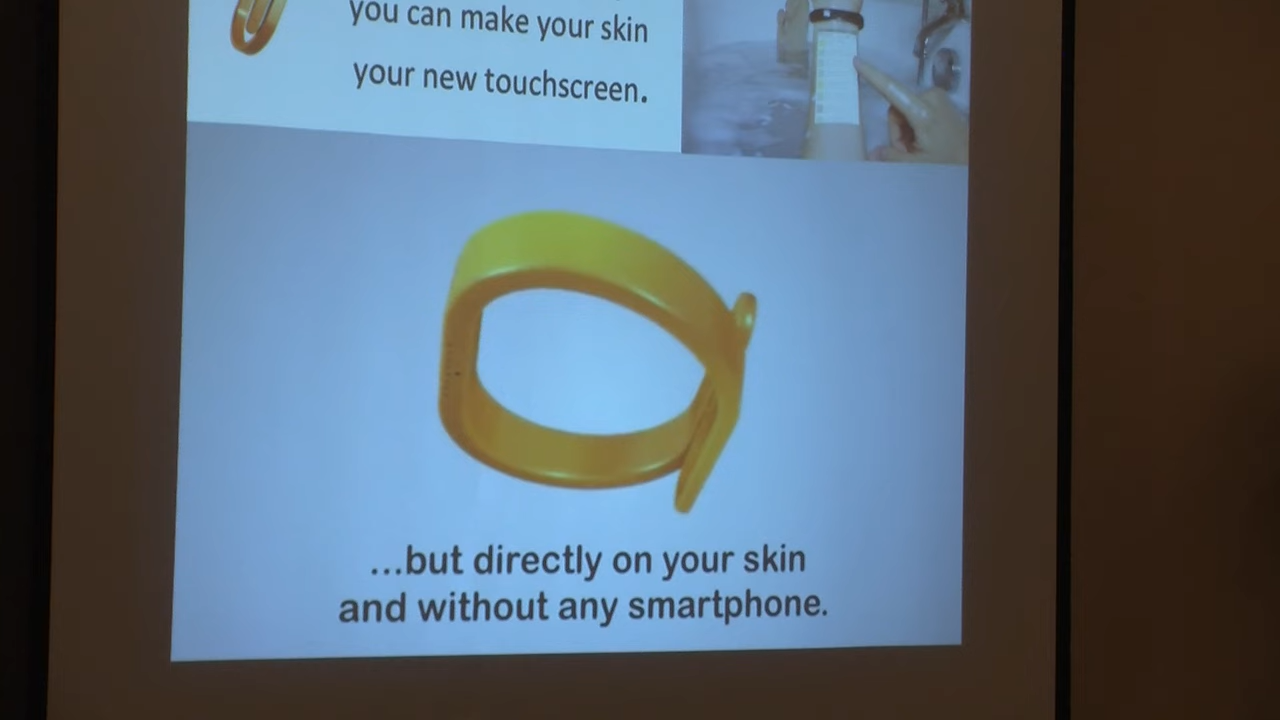 you can make your skin
your new touchscreen.
...but directly on your skin
and without any smartphone.